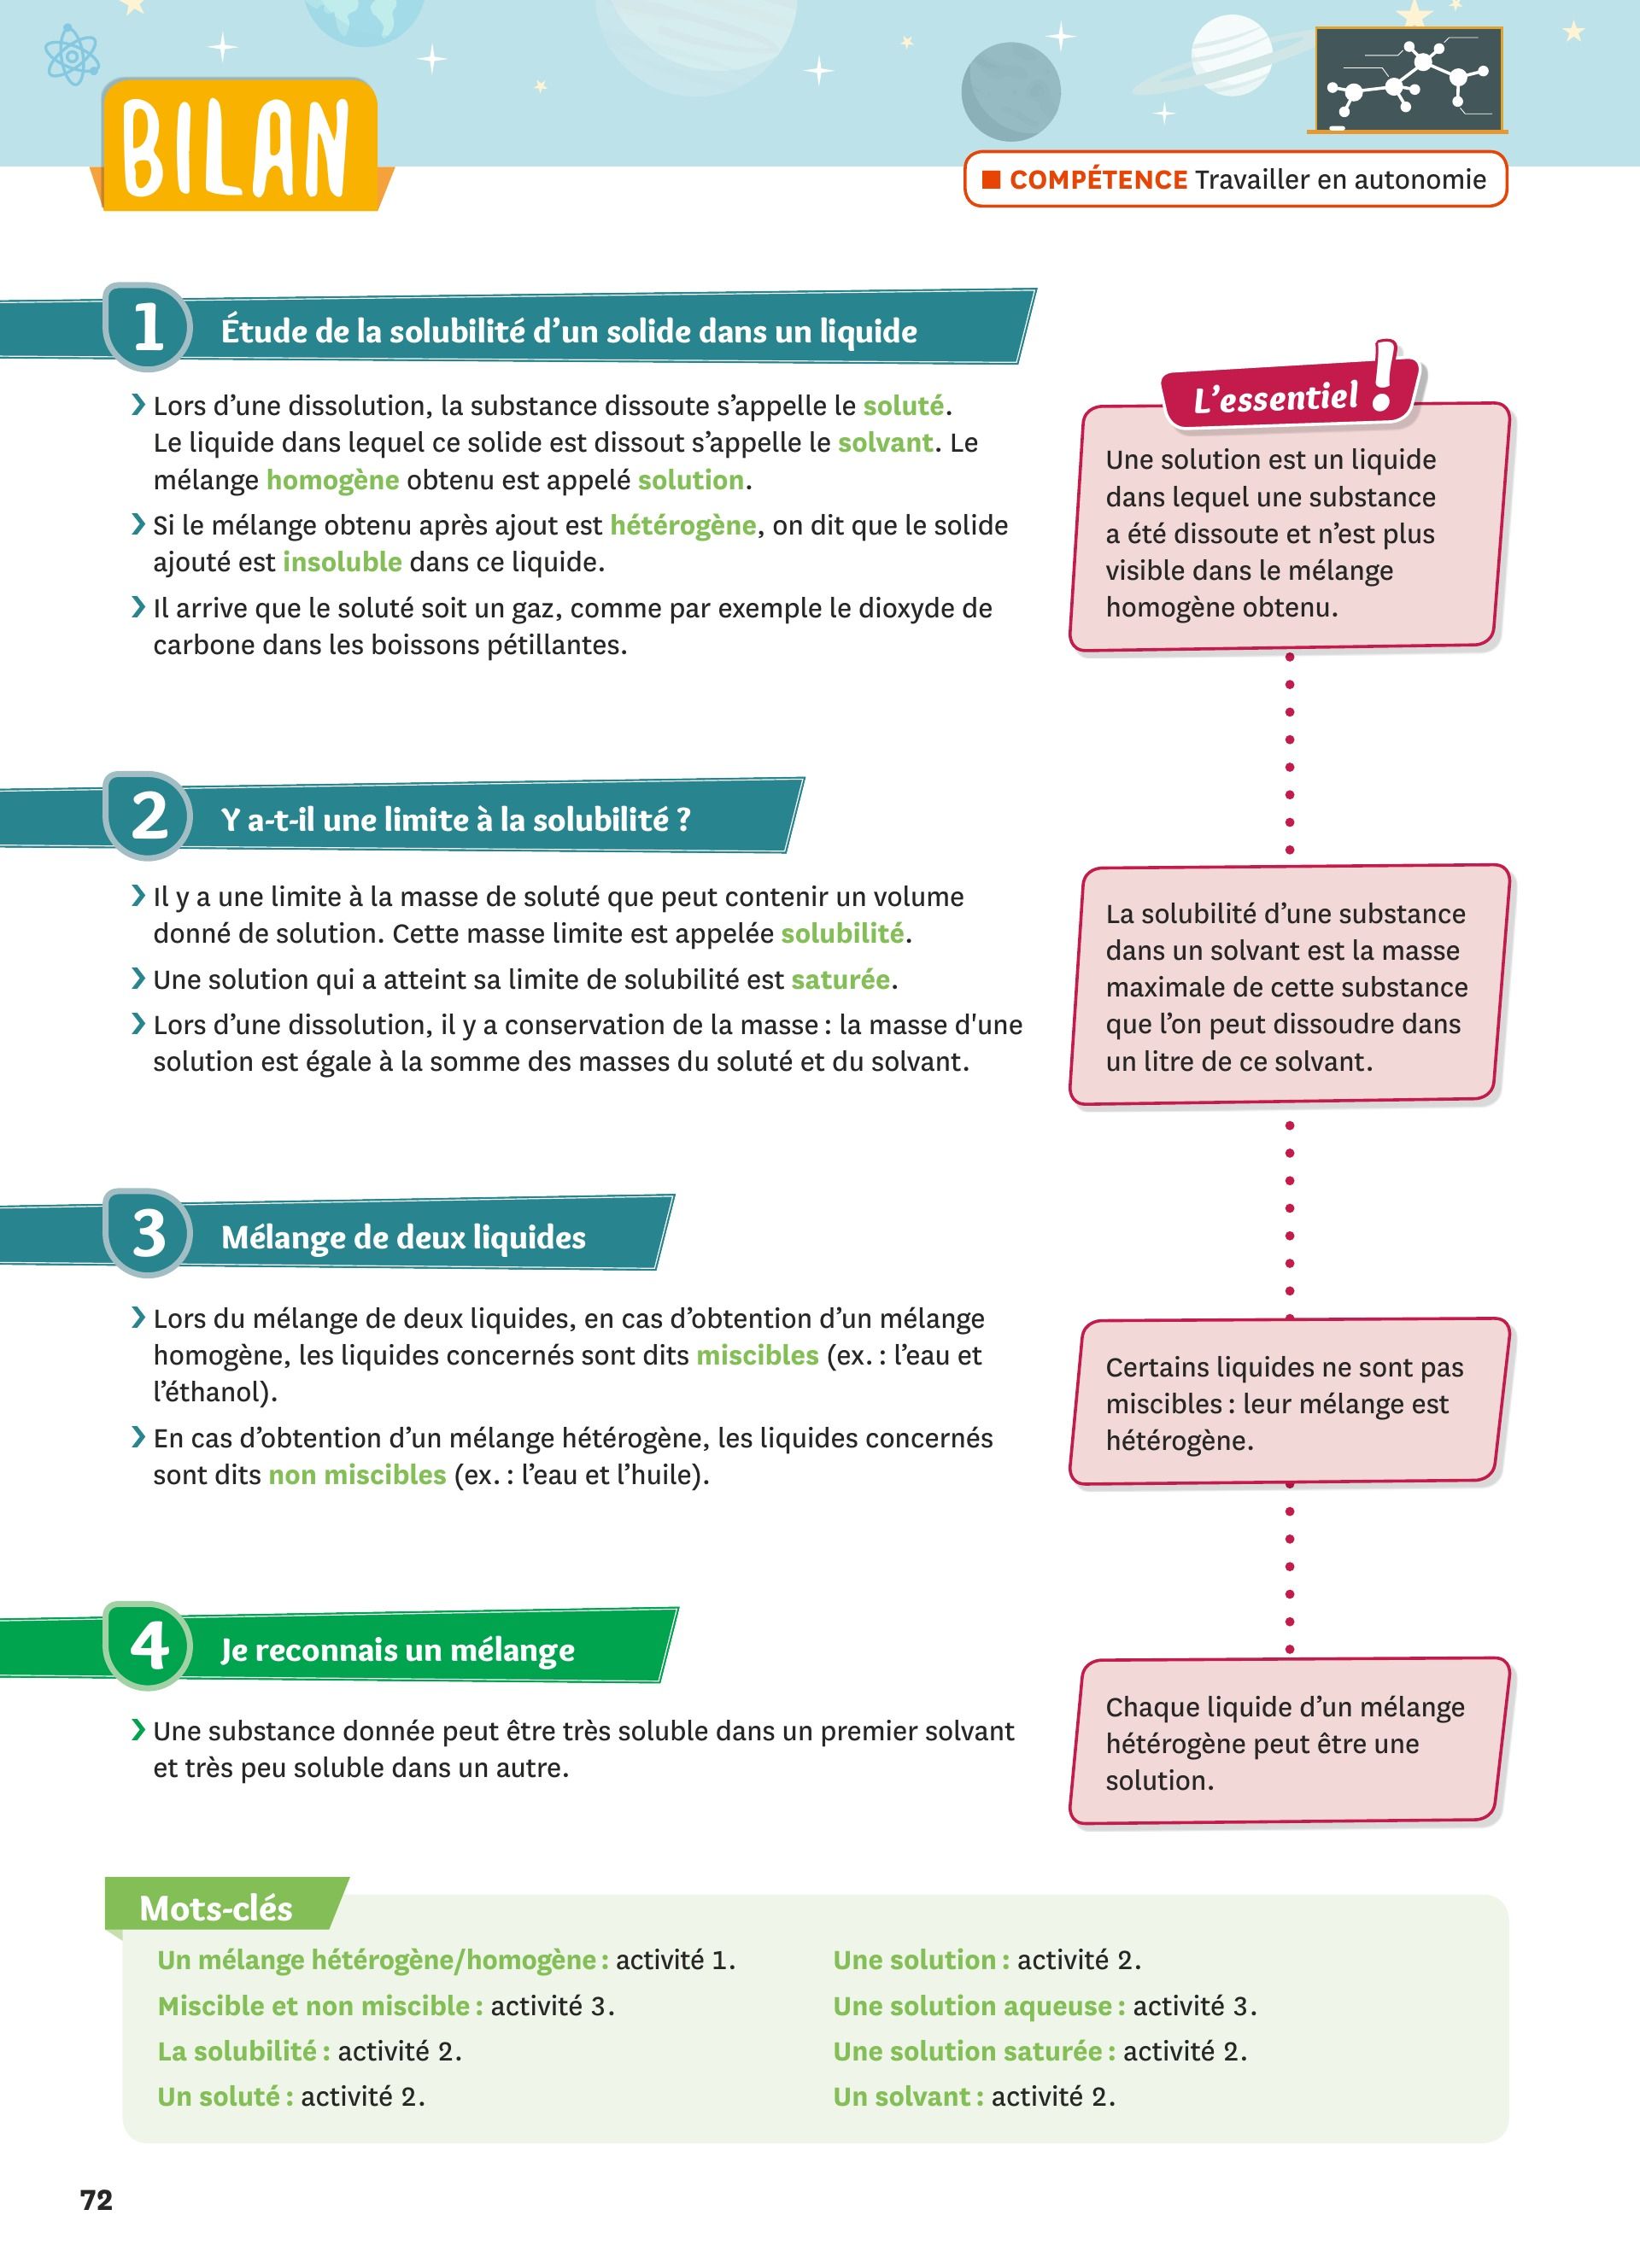 BILAN
■ COMPÉTENCE Travailler en autonomie
1 Étude de la solubilité d’un solide dans un liquide
❯ Lors d’une dissolution, la substance dissoute s’appelle le soluté.
Le liquide dans lequel ce solide est dissout s’appelle le solvant. Le
mélange homogène obtenu est appelé solution.
❯ Si le mélange obtenu après ajout est hétérogène, on dit que le solide
ajouté est insoluble dans ce liquide.
❯ Il arrive que le soluté soit un gaz, comme par exemple le dioxyde de
carbone dans les boissons pétillantes.
L’essentiel !
Une solution est un liquide
dans lequel une substance
a été dissoute et n’est plus
visible dans le mélange
homogène obtenu.
2 Y a-t-il une limite à la solubilité ?
❯ Il y a une limite à la masse de soluté que peut contenir un volume
donné de solution. Cette masse limite est appelée solubilité.
❯ Une solution qui a atteint sa limite de solubilité est saturée.
❯ Lors d’une dissolution, il y a conservation de la masse : la masse d'une
solution est égale à la somme des masses du soluté et du solvant.
La solubilité d’une substance
dans un solvant est la masse
maximale de cette substance
que l’on peut dissoudre dans
un litre de ce solvant.
3 Mélange de deux liquides
❯ Lors du mélange de deux liquides, en cas d’obtention d’un mélange
homogène, les liquides concernés sont dits miscibles (ex. : l’eau et
l’éthanol).
❯ En cas d’obtention d’un mélange hétérogène, les liquides concernés
sont dits non miscibles (ex. : l’eau et l’huile).
Certains liquides ne sont pas
miscibles : leur mélange est
hétérogène.
4 Je reconnais un mélange
❯ Une substance donnée peut être très soluble dans un premier solvant
et très peu soluble dans un autre.
Chaque liquide d’un mélange
hétérogène peut être une
solution.
Mots-clés
Un mélange hétérogène/homogène : activité 1.
Miscible et non miscible : activité 3.
La solubilité : activité 2.
Un soluté : activité 2.
Une solution : activité 2.
Une solution aqueuse : activité 3.
Une solution saturée : activité 2.
Un solvant : activité 2.
72